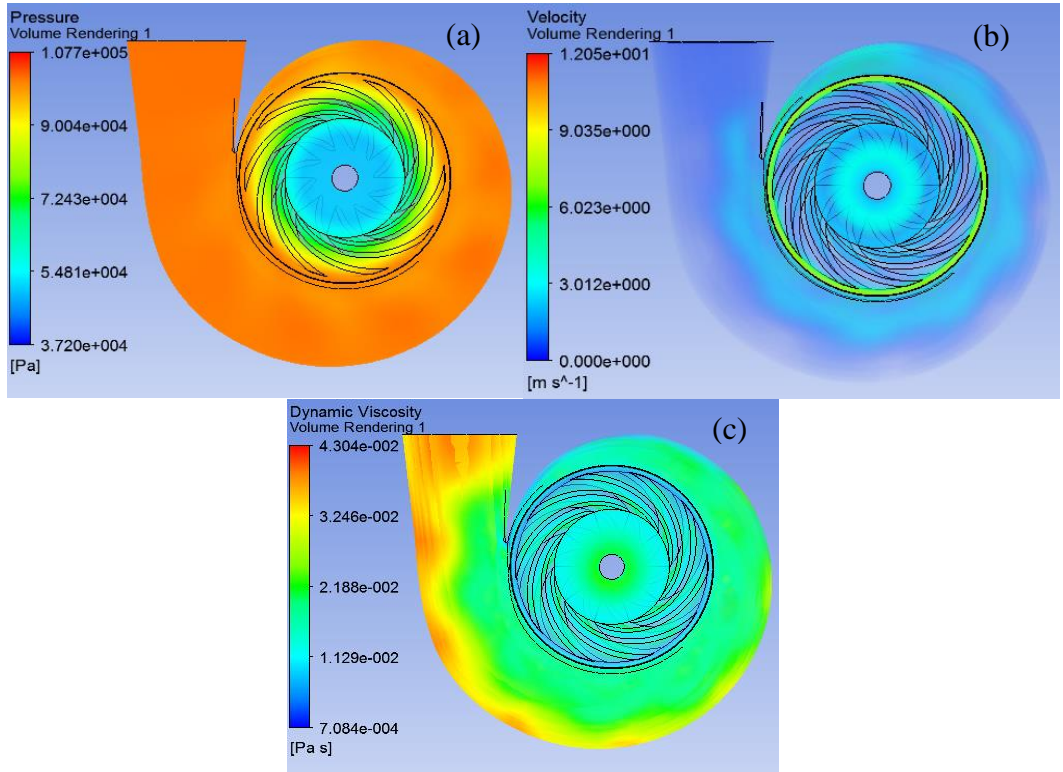 Pressure
Volume Rendering 1
(a)
1.077e+005
9.004e+004
7.243e+004
5.481e+004
3.720e+004
[Pa]
Velocity
Volume Rendering 1
(b)
1.205e+001
9.035e+000
6.023e+000
3.012e+000
0.000e+000
[m s^-1]
Dynamic Viscosity
Volume Rendering 1
(c)
4.304e-002
3.246e-002
2.188e-002
1.129e-002
7.084e-004
[Pa s]